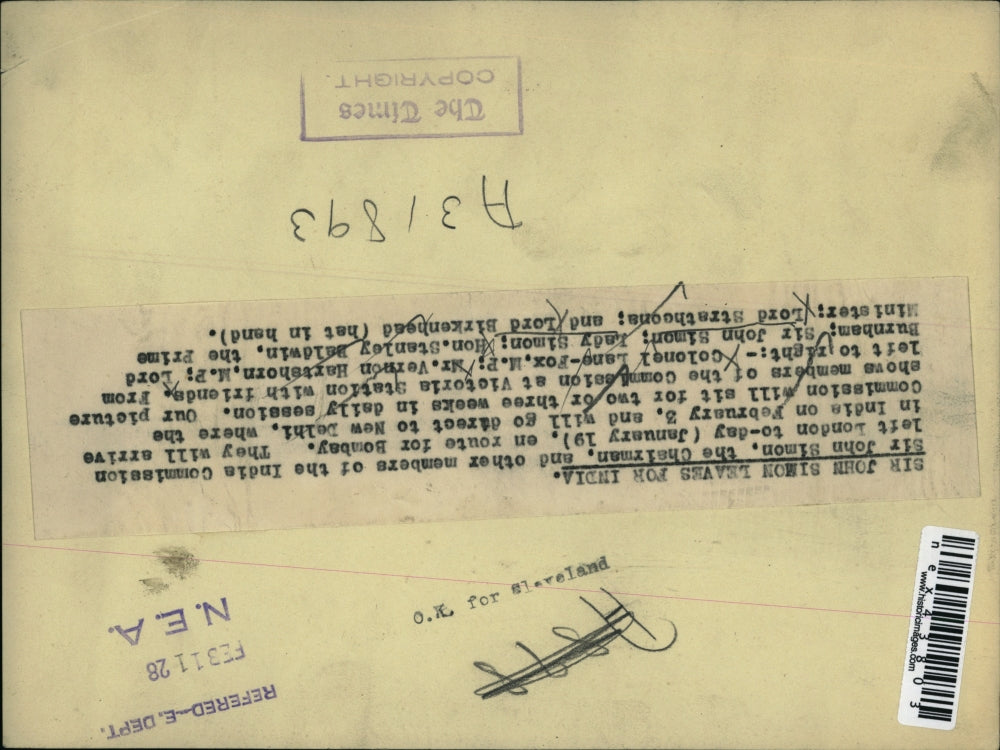 SIR JOHN SIMON LEAVES FOR INDIA.
Sir John Simon, the Chairman, and other members of the India Commission
left London to-day (January 19), en route for Bombay. They will arrive
in India on February 3, and will go direct to New Delhi, where the
Commission will sit for two or three weeks in daily session. Our picture
above members of the Commission at Victoria Station with friends. From
left to right:- Colonel Lane-Fox.M.P; Mr. Vernon Hartshorn.M.P; Lord
Burnham; Sir John Simon; Lady Simon; Hon. Stanley Baldwin, the Prime
Minister; Lord Strathcona; and Lord Birkenhead (hat in hand).
A31893
The Times
COPYRIGHT
REFERED-E. DEPT.
FEB 11 28
N.E.A.
O.K. for Cleveland
www.historicimages.com
nex43803